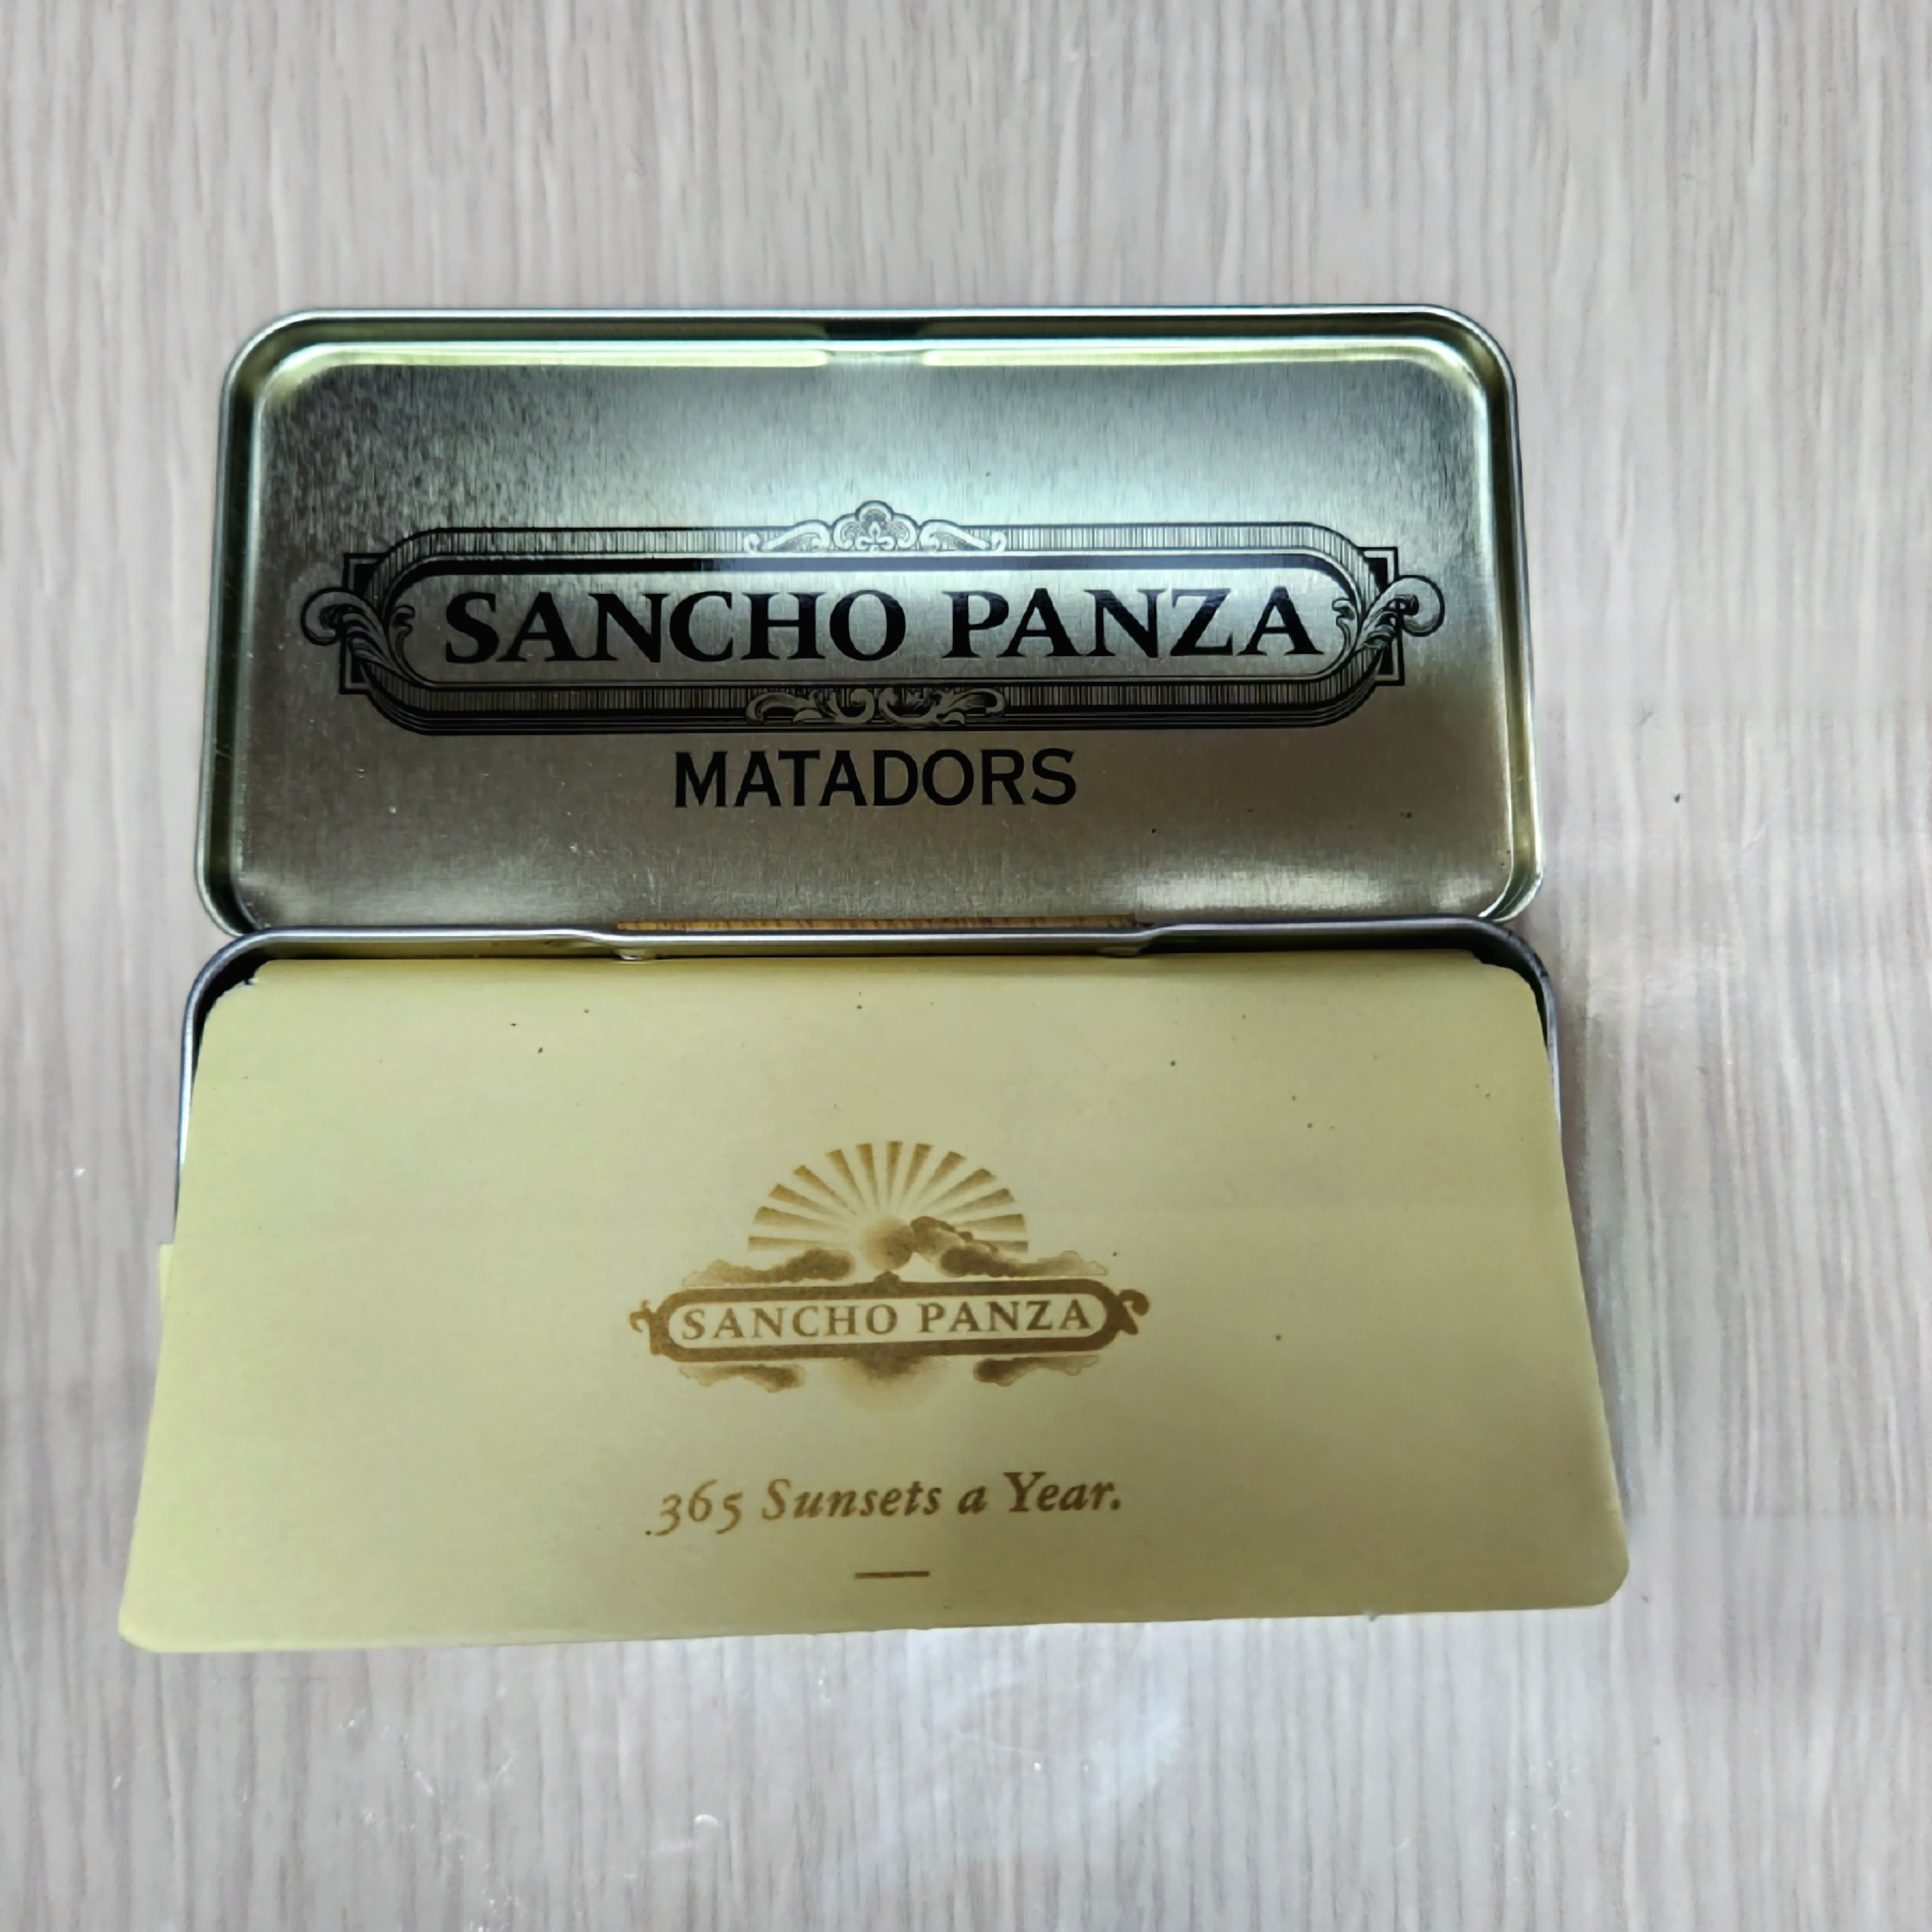 SANCHO PANZA
MATADORS
SANCHO PANZA
365 Sunsets a Year.